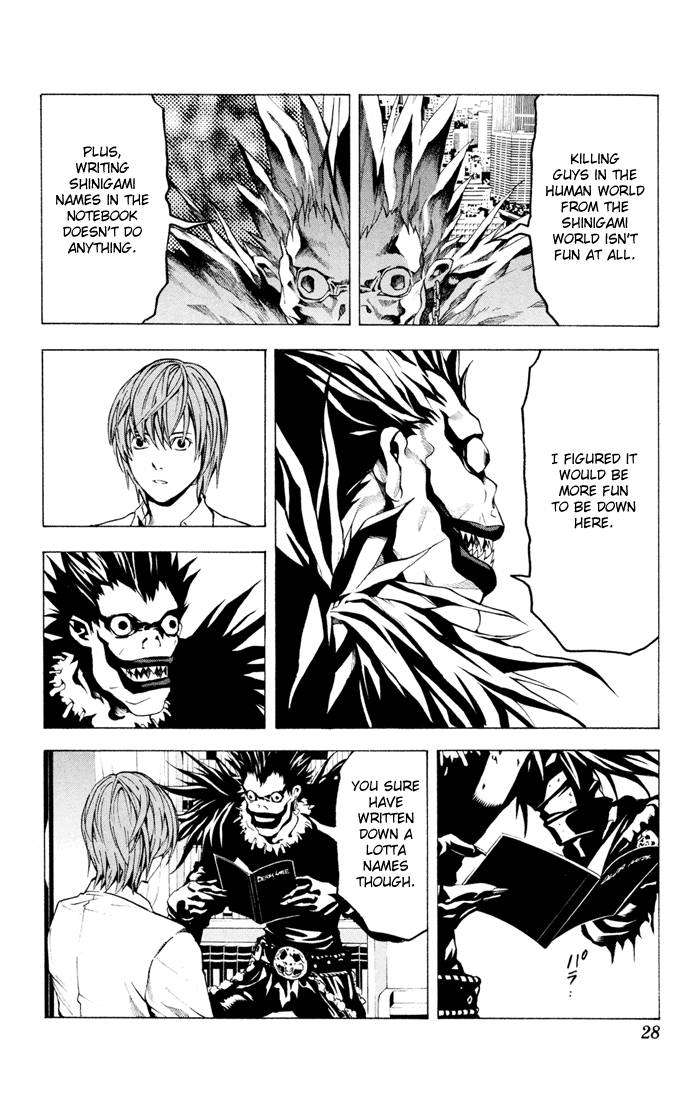 KILLING
GUYS IN THE
HUMAN WORLD
FROM THE
SHINIGAMI
WORLD ISN'T
FUN AT ALL.
PLUS,
WRITING
SHINIGAMI
NAMES IN THE
NOTEBOOK
DOESN'T DO
ANYTHING.
I FIGURED IT
WOULD BE
MORE FUN
TO BE DOWN
HERE.
パラ…
DEATH NOTE
YOU SURE
HAVE
WRITTEN
DOWN A
LOTTA
NAMES
THOUGH.
DEATH NOTE
28